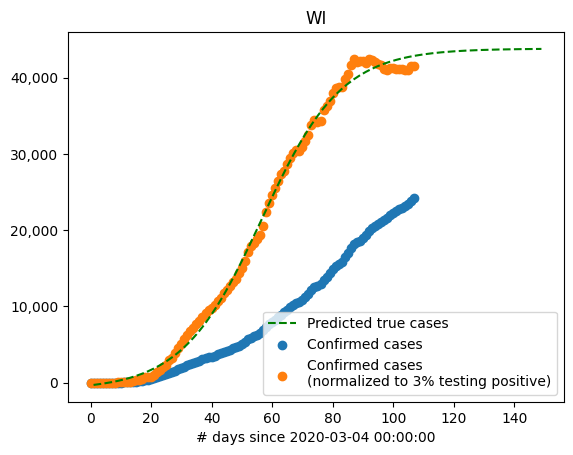 WI
40,000
30,000
20,000
10,000
0
Predicted true cases
Confirmed cases
Confirmed cases
(normalized to 3% testing positive)
0 20 40 60 80 100 120 140
# days since 2020-03-04 00:00:00